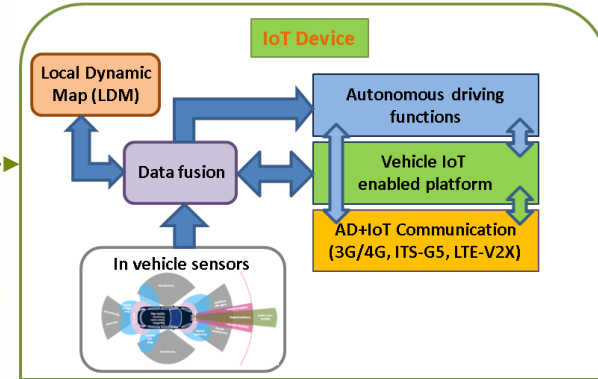 IoT Device
Local Dynamic
Map (LDM)
Autonomous driving
functions
Data fusion
Vehicle IoT
enabled platform
AD+IoT Communication
(3G/4G, ITS-G5, LTE-V2X)
In vehicle sensors